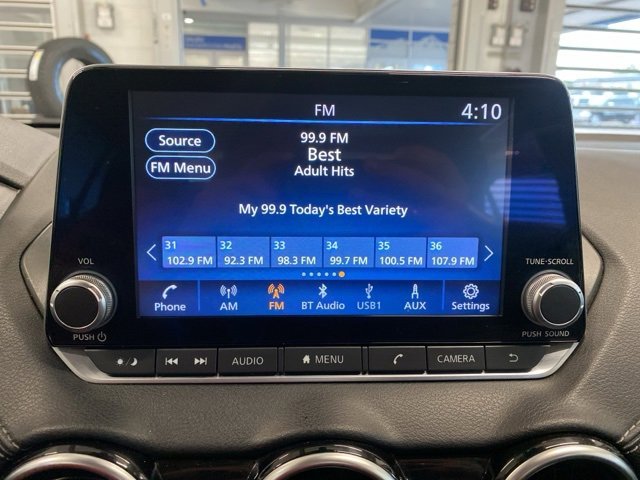 FM
4:10
Source
99.9 FM
FM Menu
Best
Adult Hits
My 99.9 Today's Best Variety
31 32 33 34 35 36
102.9 FM 92.3 FM 98.3 FM 99.7 FM 100.5 FM 107.9 FM
Phone AM FM BT Audio USB1 AUX Settings
VOL
TUNE·SCROLL
PUSH
PUSH SOUND
AUDIO MENU CAMERA